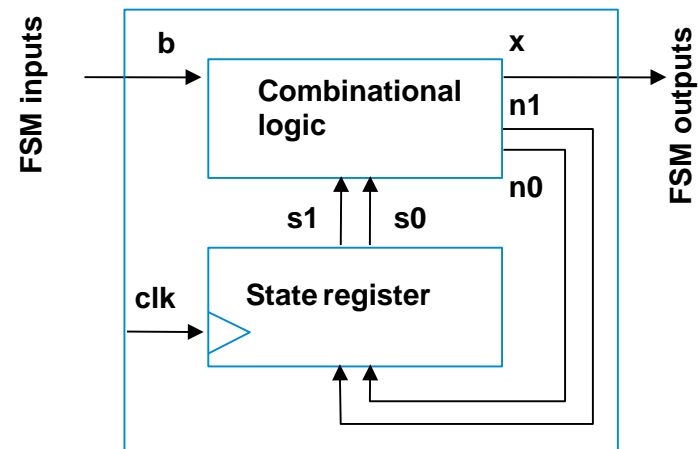 FSM inputs
b
x
FSM outputs
Combinational
logic
n1
n0
s1
s0
clk
State register